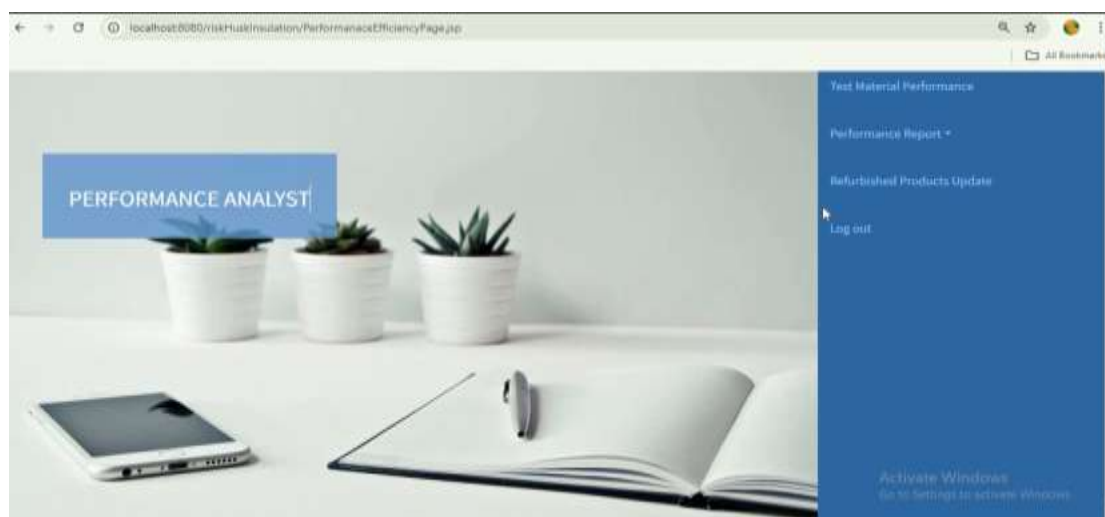 localhost:8080/riskHuskInsulation/PerformanaceEfficiencyPage.jsp
All Bookmarks
Test Material Performance
PERFORMANCE ANALYST
Performance Report
Refurbished Products Update
Log out
Activate Windows
Go to Settings to activate Windows.